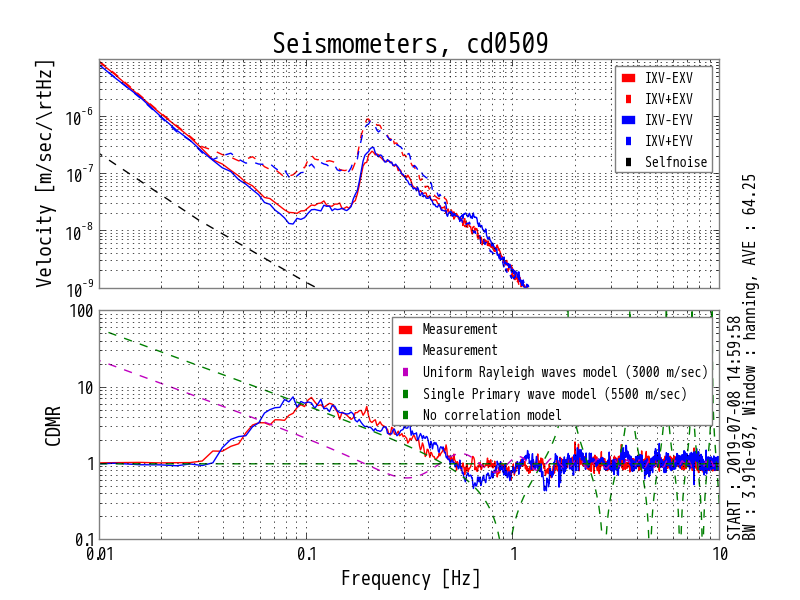 Seismometers, cd0509
Velocity [m/sec/\rtHz]
10-6
10-7
10-8
10-9
IXV-EXV
IXV+EXV
IXV-EYV
IXV+EYV
Selfnoise
CDMR
100
10
1
0.1
Measurement
Measurement
Uniform Rayleigh waves model (3000 m/sec)
Single Primary wave model (5500 m/sec)
No correlation model
0.01
0.1
1
10
Frequency [Hz]
START : 2019-07-08 14:59:58
BW : 3.91e-03, Window : hanning, AVE : 64.25